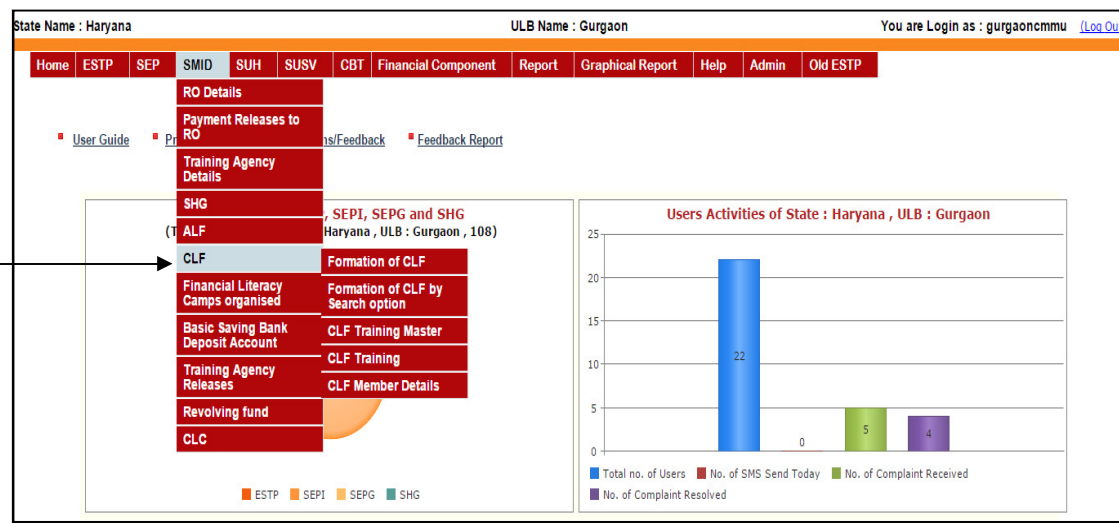 State Name : Haryana ULB Name : Gurgaon You are Login as : gurgaoncmmu (Log Ou
Home ESTP SEP SMID SUH SUSV CBT Financial Component Report Graphical Report Help Admin Old ESTP
RO Details
Payment Releases to
RO
Training Agency
Details
SHG
ALF
CLF
Financial Literacy
Camps organised
Basic Saving Bank
Deposit Account
Training Agency
Releases
Revolving fund
CLC
Formation of CLF
Formation of CLF by
Search option
CLF Training Master
CLF Training
CLF Member Details
User Guide Pr ns/Feedback Feedback Report
, SEPI, SEPG and SHG
(T Haryana , ULB : Gurgaon , 108)
ESTP SEPI SEPG SHG
Users Activities of State : Haryana , ULB : Gurgaon
25
20
15
10
5
0
22
0
5
4
Total no. of Users No. of SMS Send Today No. of Complaint Received
No. of Complaint Resolved